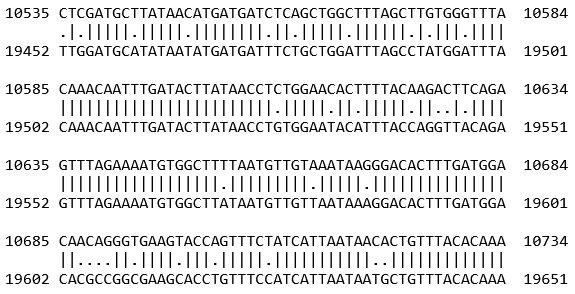 10535 CTCGATGCTTATAACATGATGATCTCAGCTGGCTTTAGCTTGTGGGTTTA 10584
.|.|||||.|||||.||||||||.||.|||||.||||||.|.|||.||||
19452 TTGGATGCATATAATATGATGATTTCTGCTGGATTTAGCCTATGGATTTA 19501
10585 CAAACAATTTGATACTTATAACCTCTGGAACACTTTTACAAGACTTCAGA 10634
||||||||||||||||||||||||.|||||.||.|||||.||..|.||||
19502 CAAACAATTTGATACTTATAACCTGTGGAATACATTTACCAGGTTACAGA 19551
10635 GTTTAGAAAATGTGGCTTTTAATGTTGTAAATAAGGGACACTTTGATGGA 10684
||||||||||||||||||.|||||||||.|||||.|||||||||||||||
19552 GTTTAGAAAATGTGGCTTATAATGTTGTTAATAAAGGACACTTTGATGGA 19601
10685 CAACAGGGTGAAGTACCAGTTTCTATCATTAATAACACTGTTTACACAAA 10734
||....||.||||.|||.|||||.|||||||||||..|||||||||||||
19602 CACGCCGGCGAAGCACCTGTTTCCATCATTAATAATGCTGTTTACACAAA 19651